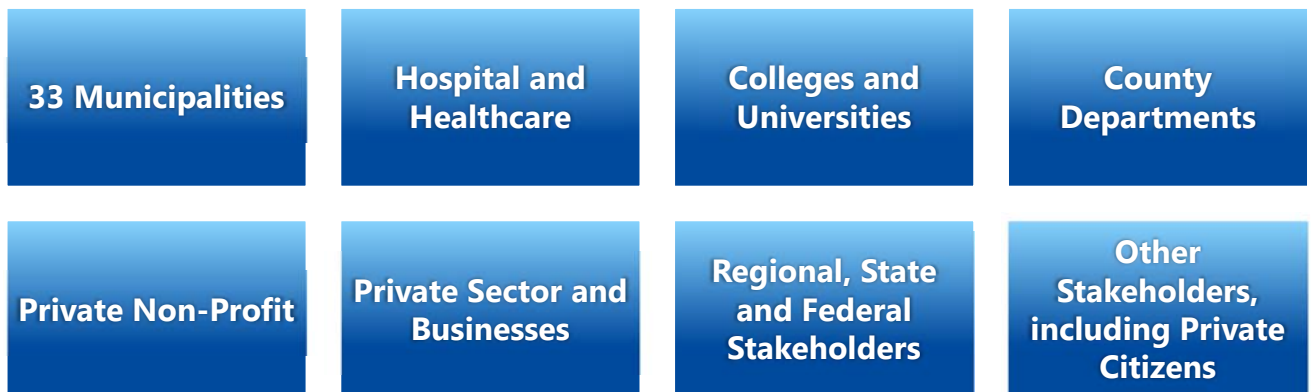 33 Municipalities
Hospital and
Healthcare
Colleges and
Universities
County
Departments
Private Non-Profit
Private Sector and
Businesses
Regional, State
and Federal
Stakeholders
Other
Stakeholders,
including Private
Citizens